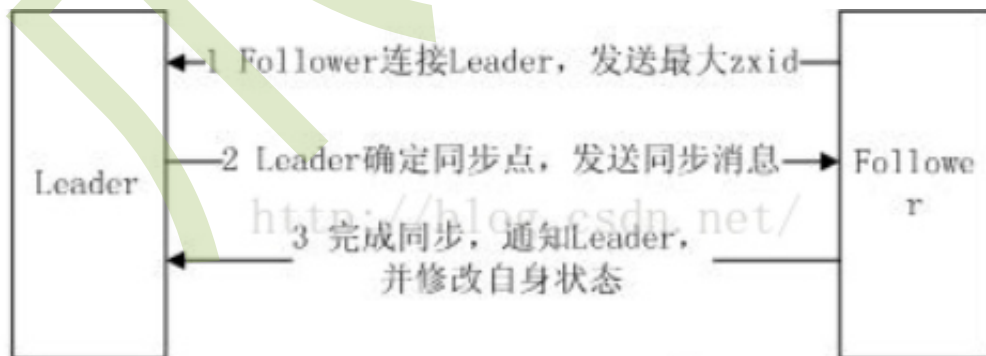 1 Follower连接Leader，发送最大zxid
2 Leader确定同步点，发送同步消息
Leader
Followe
r
http://blog.csdn.net/
3 完成同步，通知Leader，
并修改自身状态